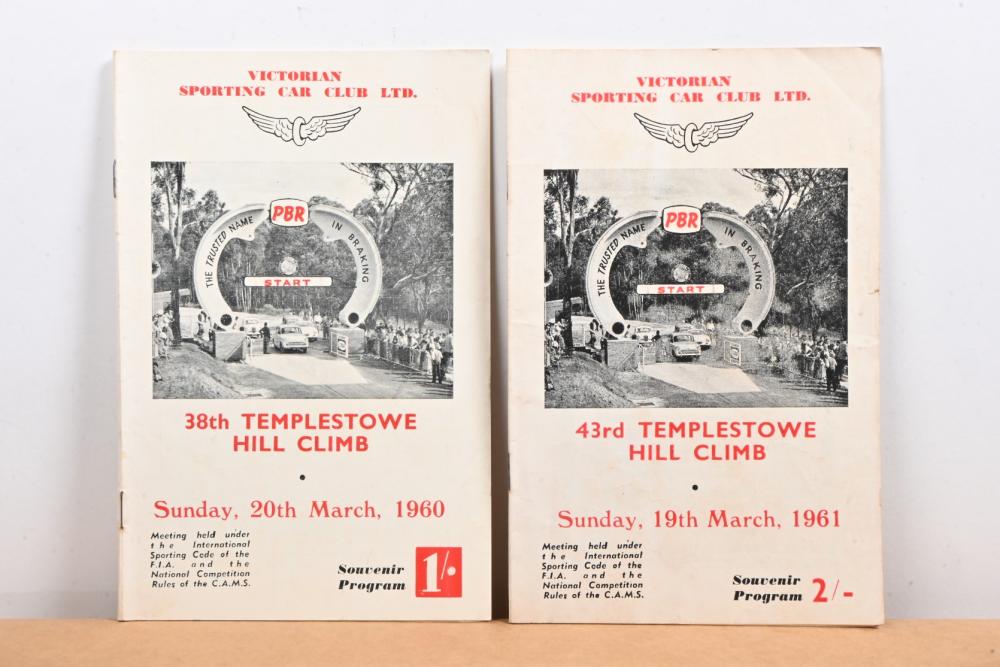 VICTORIAN
SPORTING CAR CLUB LTD.
PBR
THE TRUSTED NAME IN BRAKING
START
38th TEMPLESTOWE
HILL CLIMB
Sunday, 20th March, 1960
Meeting held under
the International
Sporting Code of the
F.I.A. and the
National Competition
Rules of the C.A.M.S.
Souvenir
Program 1/-
VICTORIAN
SPORTING CAR CLUB LTD.
PBR
THE TRUSTED NAME IN BRAKING
START
43rd TEMPLESTOWE
HILL CLIMB
Sunday, 19th March, 1961
Meeting held under
the International
Sporting Code of the
F.I.A. and the
National Competition
Rules of the C.A.M.S.
Souvenir
Program 2/-